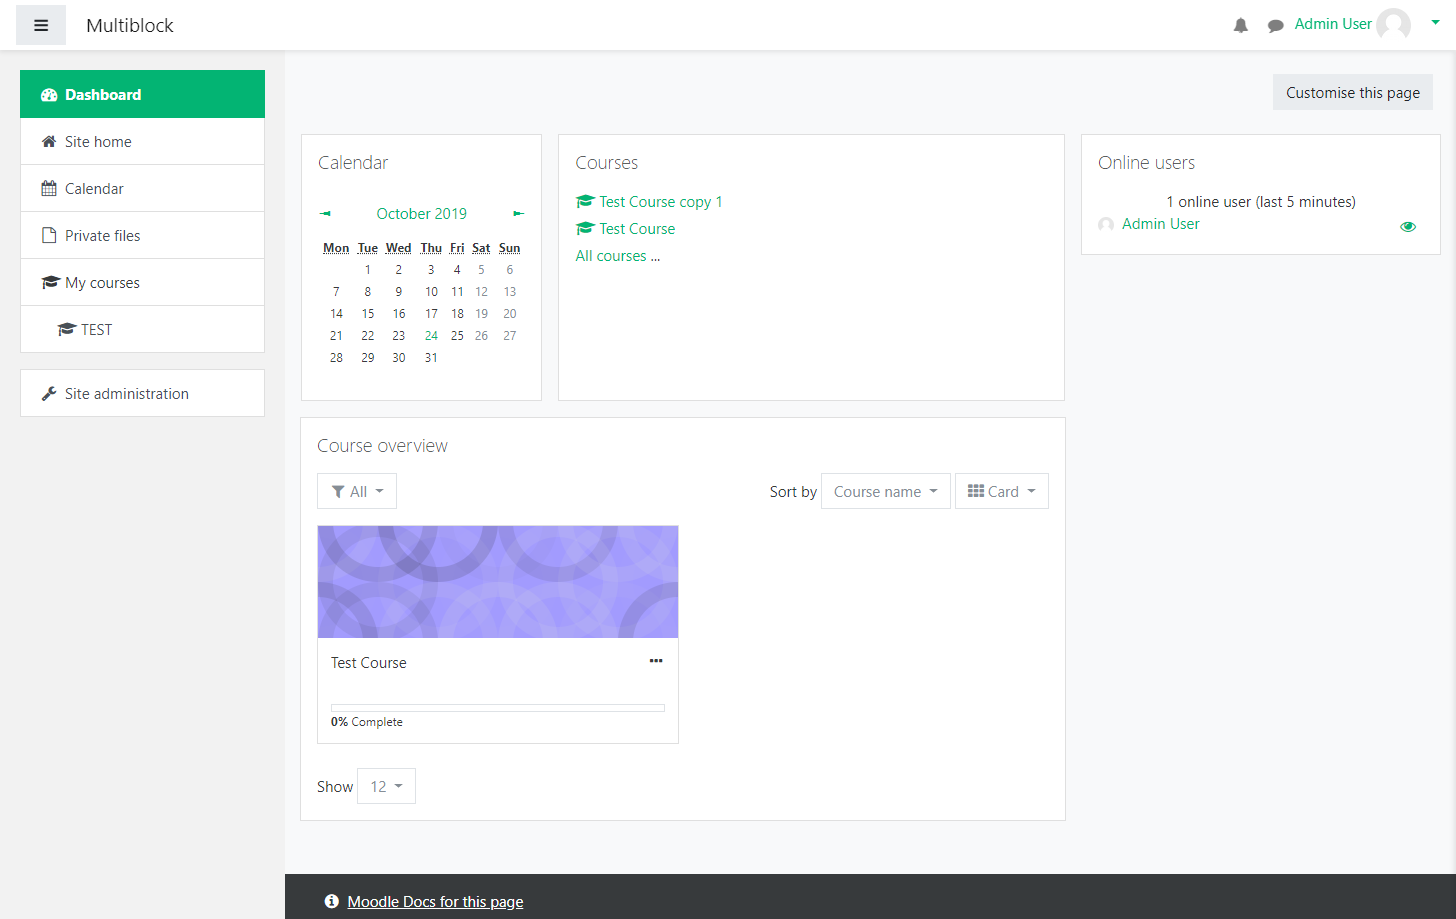 Multiblock
Admin User
Dashboard
Site home
Calendar
Private files
My courses
TEST
Site administration
Customise this page
Calendar
October 2019
Mon Tue Wed Thu Fri Sat Sun
1 2 3 4 5 6
7 8 9 10 11 12 13
14 15 16 17 18 19 20
21 22 23 24 25 26 27
28 29 30 31
Courses
Test Course copy 1
Test Course
All courses ...
Online users
1 online user (last 5 minutes)
Admin User
Course overview
All
Sort by Course name Card
Test Course
0% Complete
Show 12
Moodle Docs for this page